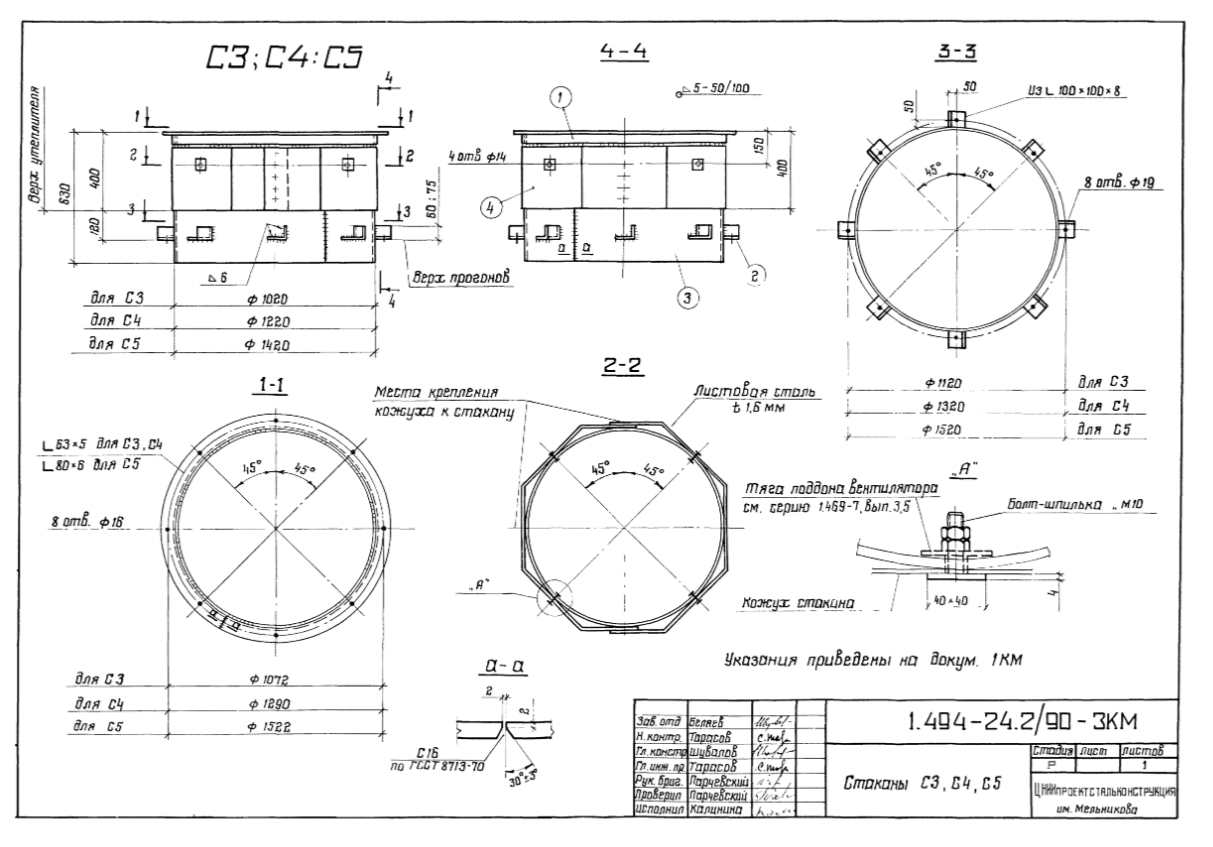 С3; С4: С5
4
1 1
2 2
3 3
4
Верх утеплителя
630
400
180
60 ; 75
6
Верх прогонов
для С3 ф 1020
для С4 ф 1220
для С5 ф 1420
4-4
1
5-50/100
4 отв ф14
150
400
4
а а
2
3
3-3
50
50
Из L 100×100×8
45° 45°
8 отв. ф19
ф 1120 для С3
ф 1320 для С4
ф 1520 для С5
1-1
L 63×5 для С3, С4
L 80×6 для С5
45° 45°
8 отв. ф16
а а
для С3 ф 1072
для С4 ф 1290
для С5 ф 1522
2-2
Места крепления
кожуха к стакану
Листовая сталь
t 1,6 мм
45° 45°
„А"
„А"
Тяга поддона вентилятора
см. серию 1.469-7, вып. 3,5
Болт-шпилька „ М10
Кожух стакана
40×40
4
а-а
2
2
С16
по ГОСТ 8713-70
30°±3°
Указания приведены на докум. 1КМ
Зав. отд Беляев
Н. контр. Тарасов
Гл. констр Шувалов
Гл. инж. пр Тарасов
Рук. бриг. Парчевский
Проверил Парчевский
Исполнил Калинина
1.494-24.2/90-3КМ
Стаканы С3, С4, С5
Стадия Лист Листов
Р 1
ЦНИИПРОЕКТСТАЛЬКОНСТРУКЦИЯ
им. Мельникова